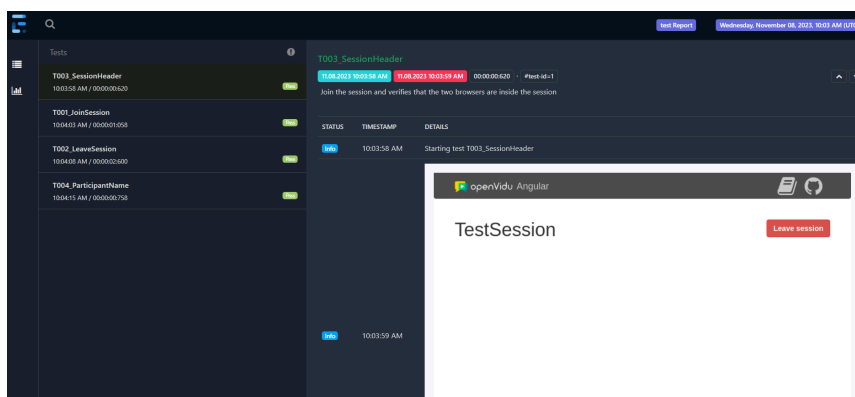 test Report
Wednesday, November 08, 2023, 10:03 AM (UTC
Tests
T003_SessionHeader
10:03:58 AM / 00:00:00:620
Pass
T001_JoinSession
10:04:03 AM / 00:00:01:058
Pass
T002_LeaveSession
10:04:08 AM / 00:00:02:600
Pass
T004_ParticipantName
10:04:15 AM / 00:00:00:758
Pass
T003_SessionHeader
11.08.2023 10:03:58 AM 11.08.2023 10:03:59 AM 00:00:00:620 · #test-id=1
Join the session and verifies that the two browsers are inside the session
STATUS TIMESTAMP DETAILS
Info 10:03:58 AM Starting test T003_SessionHeader
openVidu Angular
TestSession
Leave session
Info 10:03:59 AM